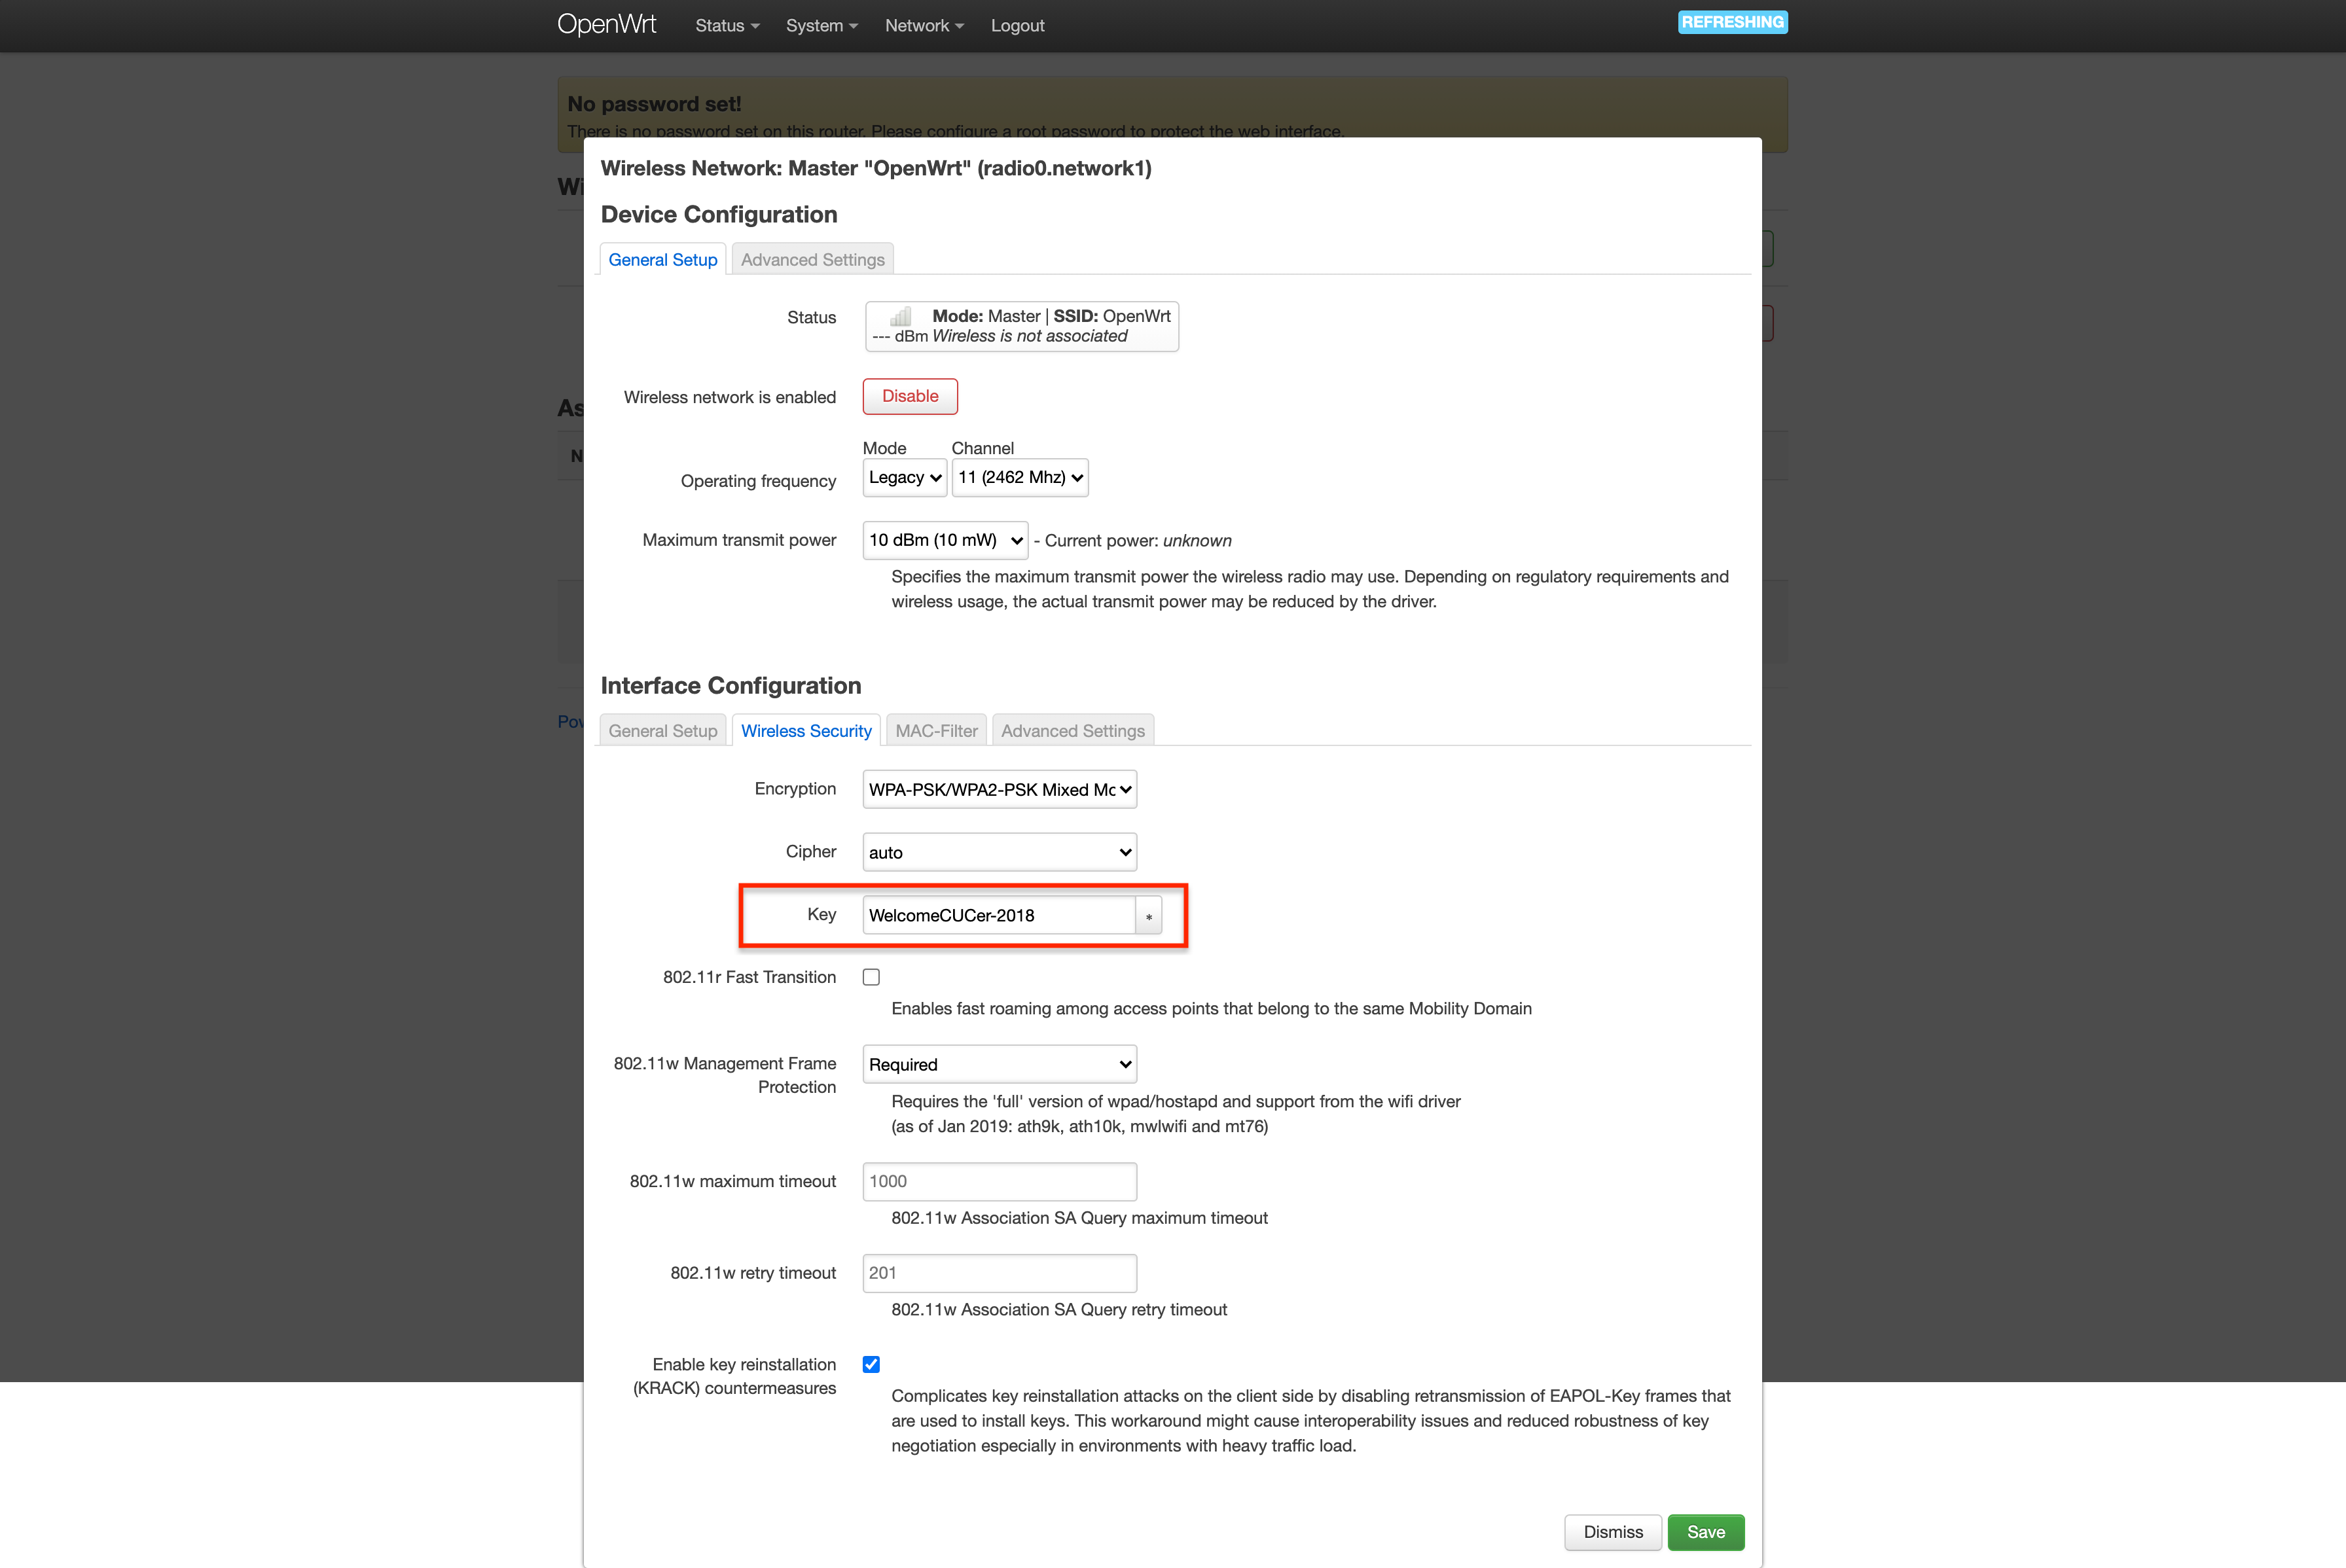 OpenWrt Status System Network Logout REFRESHING
No password set!
There is no password set on this router. Please configure a root password to protect the web interface.
Wi
Wireless Network: Master "OpenWrt" (radio0.network1)
Device Configuration
General Setup Advanced Settings
Status
Mode: Master | SSID: OpenWrt
--- dBm Wireless is not associated
Wireless network is enabled Disable
As
N
Mode Channel
Operating frequency Legacy 11 (2462 Mhz)
Maximum transmit power 10 dBm (10 mW) - Current power: unknown
Specifies the maximum transmit power the wireless radio may use. Depending on regulatory requirements and
wireless usage, the actual transmit power may be reduced by the driver.
Interface Configuration
Pov
General Setup Wireless Security MAC-Filter Advanced Settings
Encryption WPA-PSK/WPA2-PSK Mixed Mc
Cipher auto
Key WelcomeCUCer-2018 *
802.11r Fast Transition
Enables fast roaming among access points that belong to the same Mobility Domain
802.11w Management Frame
Protection
Required
Requires the 'full' version of wpad/hostapd and support from the wifi driver
(as of Jan 2019: ath9k, ath10k, mwlwifi and mt76)
802.11w maximum timeout 1000
802.11w Association SA Query maximum timeout
802.11w retry timeout 201
802.11w Association SA Query retry timeout
Enable key reinstallation
(KRACK) countermeasures
Complicates key reinstallation attacks on the client side by disabling retransmission of EAPOL-Key frames that
are used to install keys. This workaround might cause interoperability issues and reduced robustness of key
negotiation especially in environments with heavy traffic load.
Dismiss Save